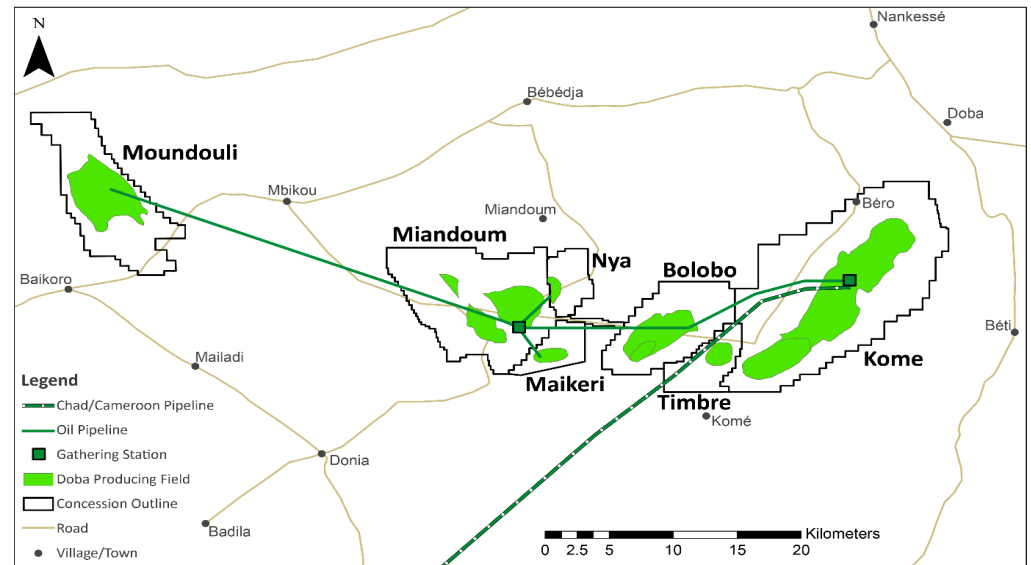 N
Nankessé
Bébédja
Doba
Moundouli
Mbikou
Miandoum
Béro
Miandoum
Nya
Bolobo
Baikoro
Béti
Mailadi
Maikeri
Kome
Timbre
Komé
Legend
Chad/Cameroon Pipeline
Oil Pipeline
Gathering Station
Doba Producing Field
Concession Outline
Road
Village/Town
Donia
Badila
Kilometers
0 2.5 5 10 15 20